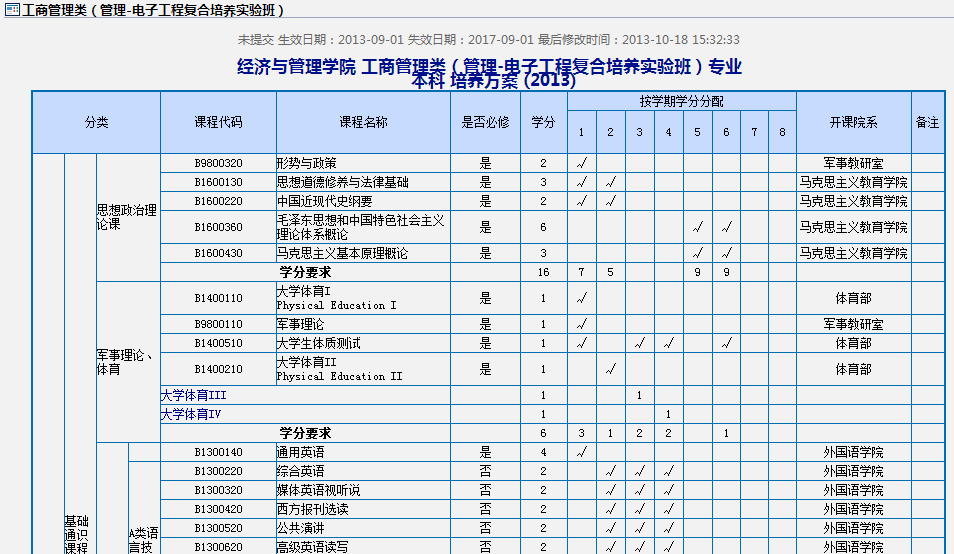 工商管理类（管理-电子工程复合培养实验班）
未提交 生效日期：2013-09-01 失效日期：2017-09-01 最后修改时间：2013-10-18 15:32:33
经济与管理学院 工商管理类（管理-电子工程复合培养实验班）专业
本科 培养方案 (2013)
分类 课程代码 课程名称 是否必修 学分 按学期学分分配 开课院系 备注
1 2 3 4 5 6 7 8
思想政治理
论课
B9800320 形势与政策 是 2 √ 军事教研室
B1600130 思想道德修养与法律基础 是 3 √ √ 马克思主义教育学院
B1600220 中国近现代史纲要 是 2 √ √ 马克思主义教育学院
B1600360 毛泽东思想和中国特色社会主义
理论体系概论 是 6 √ √ 马克思主义教育学院
B1600430 马克思主义基本原理概论 是 3 √ √ 马克思主义教育学院
学分要求 16 7 5 9 9
军事理论、
体育
B1400110 大学体育I
Physical Education I 是 1 √ 体育部
B9800110 军事理论 是 1 √ 军事教研室
B1400510 大学生体质测试 是 1 √ √ √ √ 体育部
B1400210 大学体育II
Physical Education II 是 1 √ 体育部
大学体育III 1 1
大学体育IV 1 1
学分要求 6 3 1 2 2 1
基础
通识
课程
A类语
言技
B1300140 通用英语 是 4 √ 外国语学院
B1300220 综合英语 否 2 √ √ √ 外国语学院
B1300320 媒体英语视听说 否 2 √ √ √ 外国语学院
B1300420 西方报刊选读 否 2 √ √ √ 外国语学院
B1300520 公共演讲 否 2 √ √ √ 外国语学院
B1300620 高级英语读写 否 2 √ √ √ 外国语学院